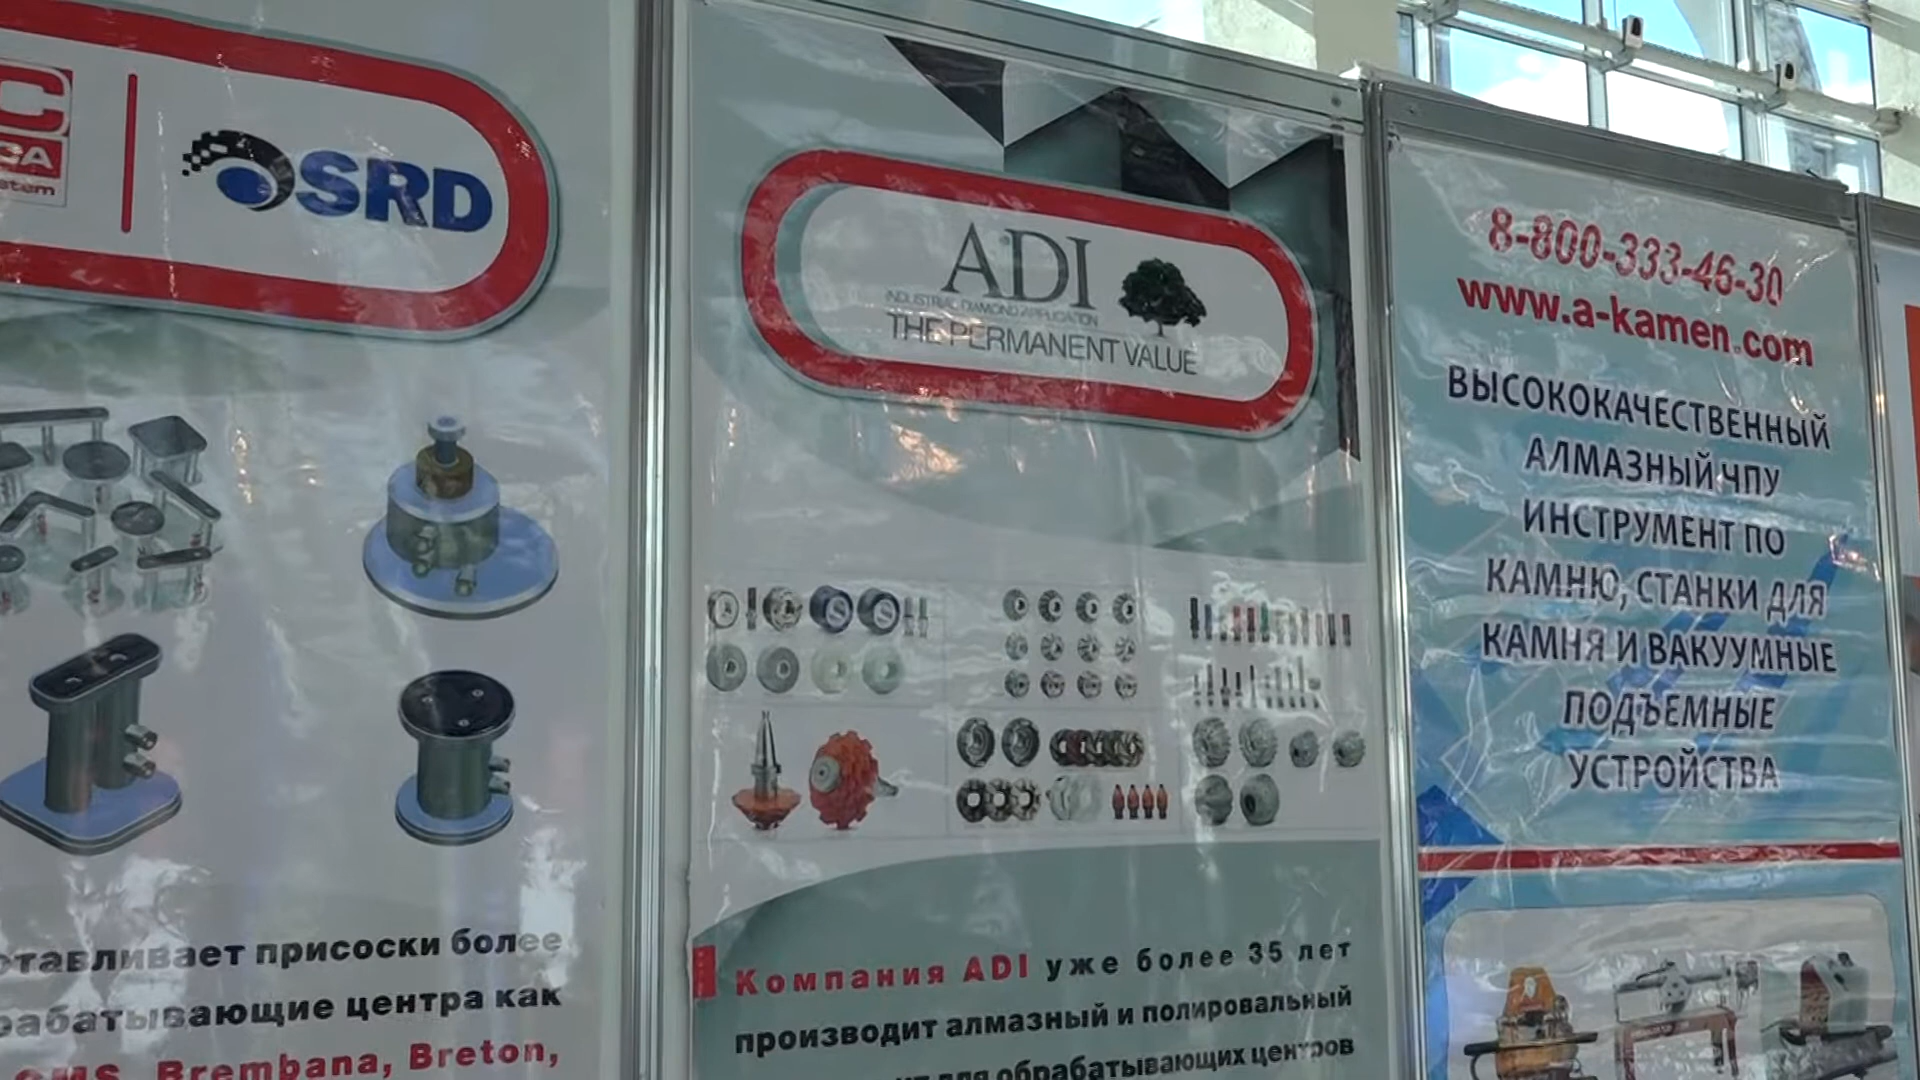 SRD
отавливает присоски более
рабатывающие центра как
CMS, Brembana, Breton,
ADI
INDUSTRIAL DIAMOND APPLICATION
THE PERMANENT VALUE
Компания ADI уже более 35 лет
производит алмазный и полировальный
для обрабатывающих центров
8-800-333-46-30
www.a-kamen.com
ВЫСОКОКАЧЕСТВЕННЫЙ
АЛМАЗНЫЙ ЧПУ
ИНСТРУМЕНТ ПО
КАМНЮ, СТАНКИ ДЛЯ
КАМНЯ И ВАКУУМНЫЕ
ПОДЪЕМНЫЕ
УСТРОЙСТВА